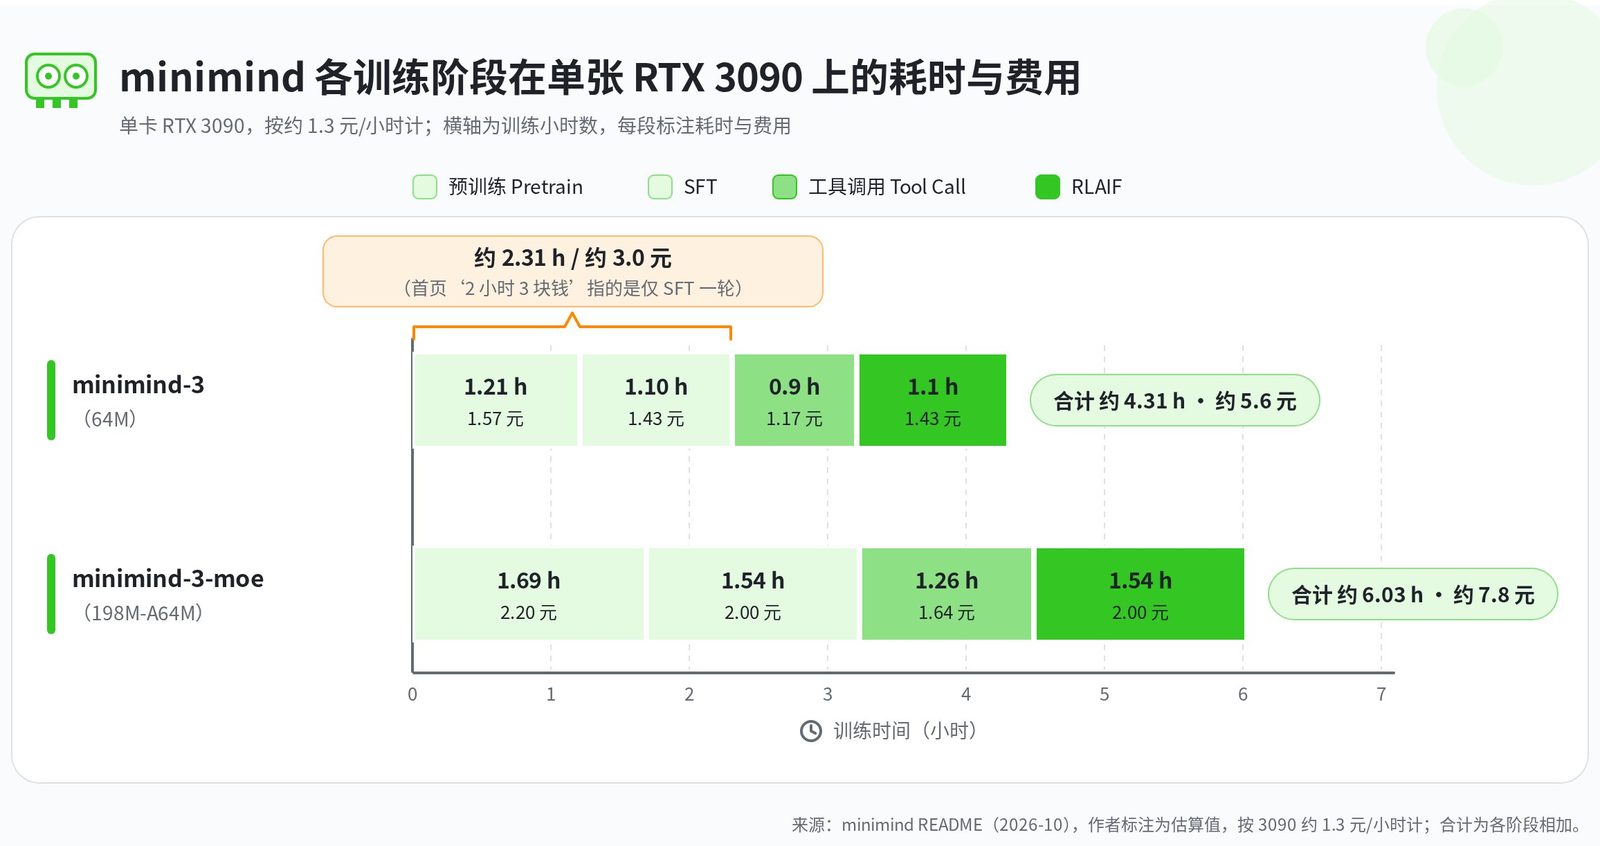 minimind 各训练阶段在单张 RTX 3090 上的耗时与费用
单卡 RTX 3090，按约 1.3 元/小时计；横轴为训练小时数，每段标注耗时与费用
预训练 Pretrain
SFT
工具调用 Tool Call
RLAIF
约 2.31 h / 约 3.0 元
（首页‘2 小时 3 块钱’指的是仅 SFT 一轮）
minimind-3
（64M）
1.21 h
1.57 元
1.10 h
1.43 元
0.9 h
1.17 元
1.1 h
1.43 元
合计 约 4.31 h · 约 5.6 元
minimind-3-moe
（198M-A64M）
1.69 h
2.20 元
1.54 h
2.00 元
1.26 h
1.64 元
1.54 h
2.00 元
合计 约 6.03 h · 约 7.8 元
0 1 2 3 4 5 6 7
训练时间（小时）
来源：minimind README（2026-10），作者标注为估算值，按 3090 约 1.3 元/小时计；合计为各阶段相加。